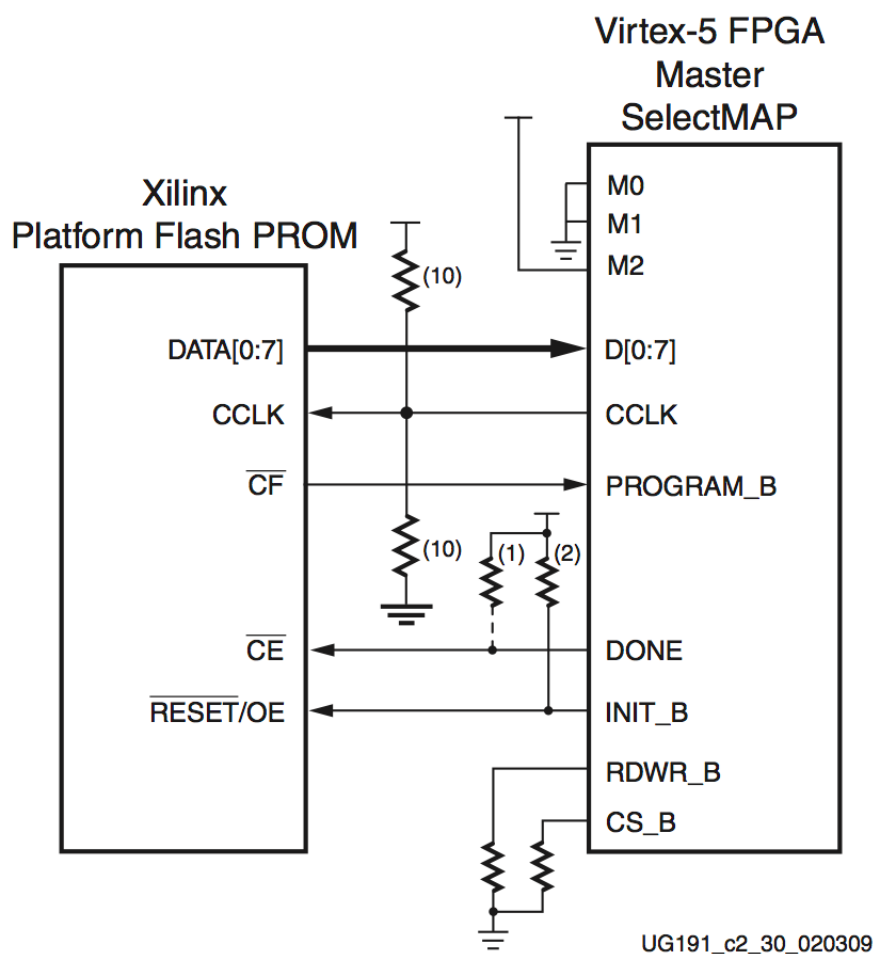 Virtex-5 FPGA
Master
SelectMAP
Xilinx
Platform Flash PROM
M0
M1
M2
(10)
DATA[0:7]
D[0:7]
CCLK
CCLK
CF
PROGRAM_B
(10)
(1)
(2)
CE
DONE
RESET/OE
INIT_B
RDWR_B
CS_B
UG191_c2_30_020309